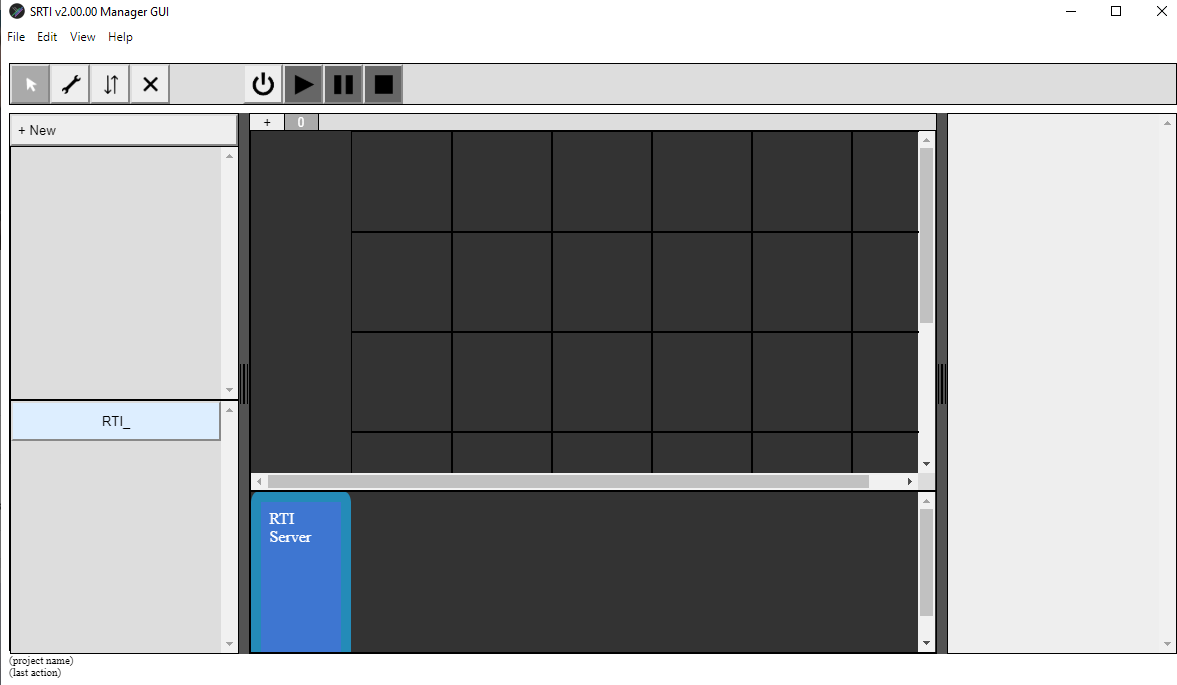 SRTI v2.00.00 Manager GUI
File Edit View Help
+ New
+ 0
RTI_
RTI
Server
(project name)
(last action)